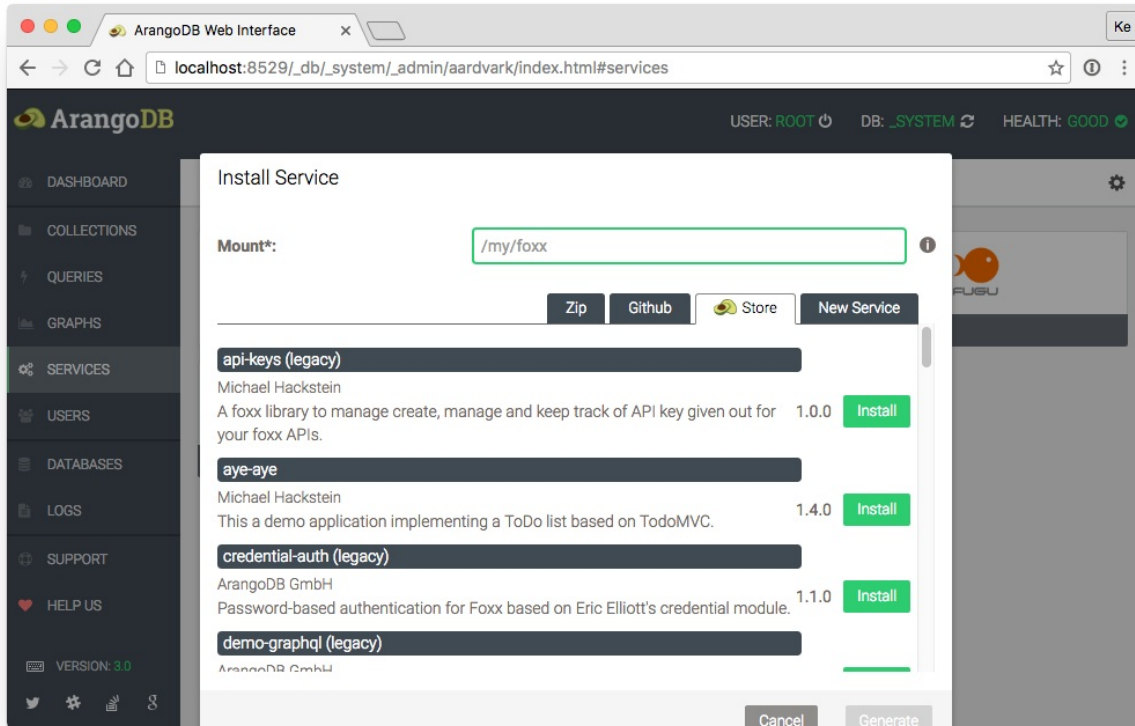 ArangoDB Web Interface
Ke
localhost:8529/_db/_system/_admin/aardvark/index.html#services
ArangoDB
USER: ROOT
DB: _SYSTEM
HEALTH: GOOD
DASHBOARD
COLLECTIONS
QUERIES
GRAPHS
SERVICES
USERS
DATABASES
LOGS
SUPPORT
HELP US
VERSION: 3.0
Install Service
Mount*:
/my/foxx
Zip
Github
Store
New Service
api-keys (legacy)
Michael Hackstein
A foxx library to manage create, manage and keep track of API key given out for
your foxx APIs.
1.0.0
Install
aye-aye
Michael Hackstein
This a demo application implementing a ToDo list based on TodoMVC.
1.4.0
Install
credential-auth (legacy)
ArangoDB GmbH
Password-based authentication for Foxx based on Eric Elliott's credential module.
1.1.0
Install
demo-graphql (legacy)
ArangoDB GmbH
Cancel
Generate
FUGU